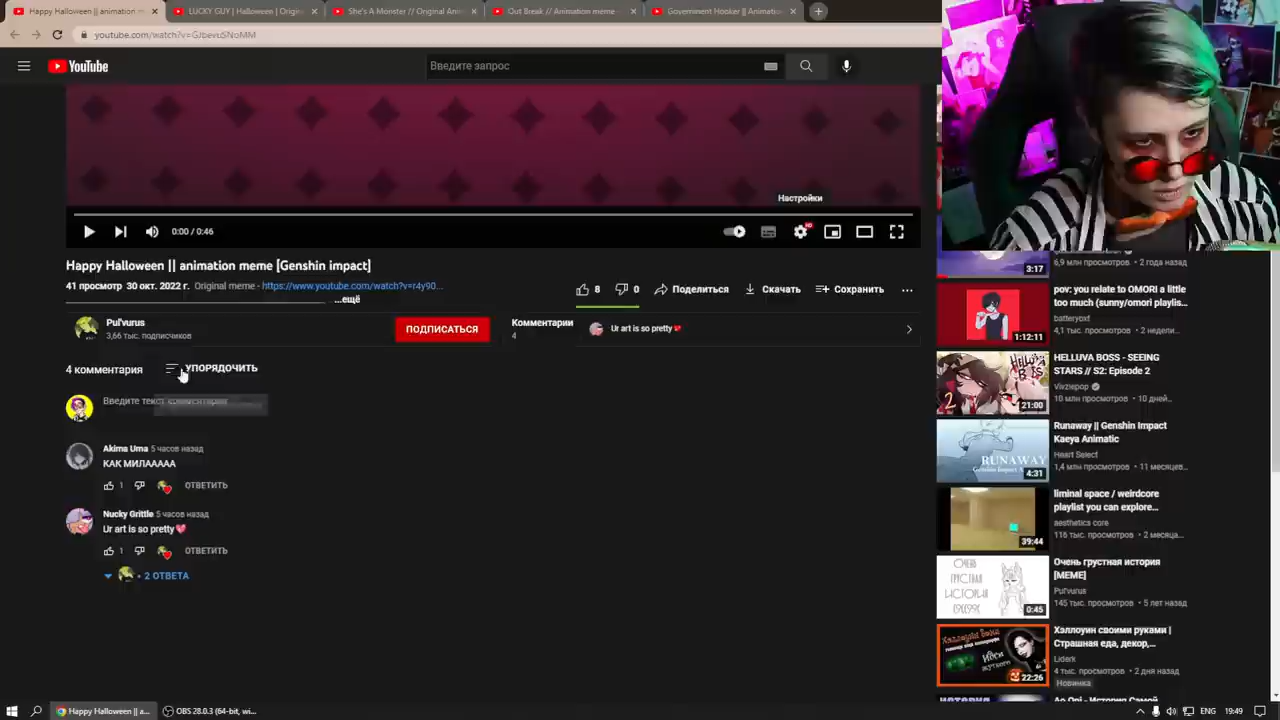 Happy Halloween || animation m
LUCKY GUY | Halloween | Origin
She's A Monster // Original Ani
Out Break // Animation meme
Government Hooker || Animation
youtube.com/watch?v=GJbevuSNoMM
YouTube
Введите запрос
Настройки
0:00 / 0:46
Happy Halloween || animation meme [Genshin impact]
41 просмотр 30 окт. 2022 г. Original meme - https://www.youtube.com/watch?v=r4y90...
...ещё
8
0
Поделиться
Скачать
Сохранить
Pul'vurus
3,66 тыс. подписчиков
ПОДПИСАТЬСЯ
Комментарии
4
Ur art is so pretty💖
4 комментария
УПОРЯДОЧИТЬ
Введите текст комментария
Akima Uma 5 часов назад
КАК МИЛАААAA
1
ОТВЕТИТЬ
Nucky Grittle 5 часов назад
Ur art is so pretty💖
1
ОТВЕТИТЬ
2 ОТВЕТА
6,9 млн просмотров • 2 года назад
3:17
pov: you relate to OMORI a little
too much (sunny/omori playlis...
batteryoxf
4,1 тыс. просмотров • 2 недели...
1:12:11
HELLUVA BOSS - SEEING
STARS // S2: Episode 2
Vivziepop
10 млн просмотров • 10 дней...
HELLUVA BOSS
2
21:00
Runaway || Genshin Impact
Kaeya Animatic
Heart Select
1,4 млн просмотров • 11 месяцев...
RUNAWAY
4:31
liminal space / weirdcore
playlist you can explore...
aesthetics core
116 тыс. просмотров • 2 месяца...
39:44
Очень грустная история
[MEME]
Pul'vurus
145 тыс. просмотров • 5 лет назад
ОЧЕНЬ
ГРУСТНАЯ
ИСТОРИЯ
0:45
Хэллоуин своими руками |
Страшная еда, декор,...
Liderk
4 тыс. просмотров • 2 дня назад
Новинка
22:26
Happy Halloween || a...
OBS 28.0.3 (64-bit, wi...
ENG
19:49